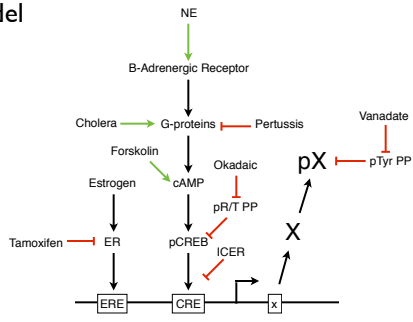 del
NE
B-Adrenergic Receptor
Cholera
G-proteins
Pertussis
Vanadate
Forskolin
Okadaic
pX
pTyr PP
Estrogen
cAMP
pR/T PP
X
Tamoxifen
ER
pCREB
ICER
ERE
CRE
x